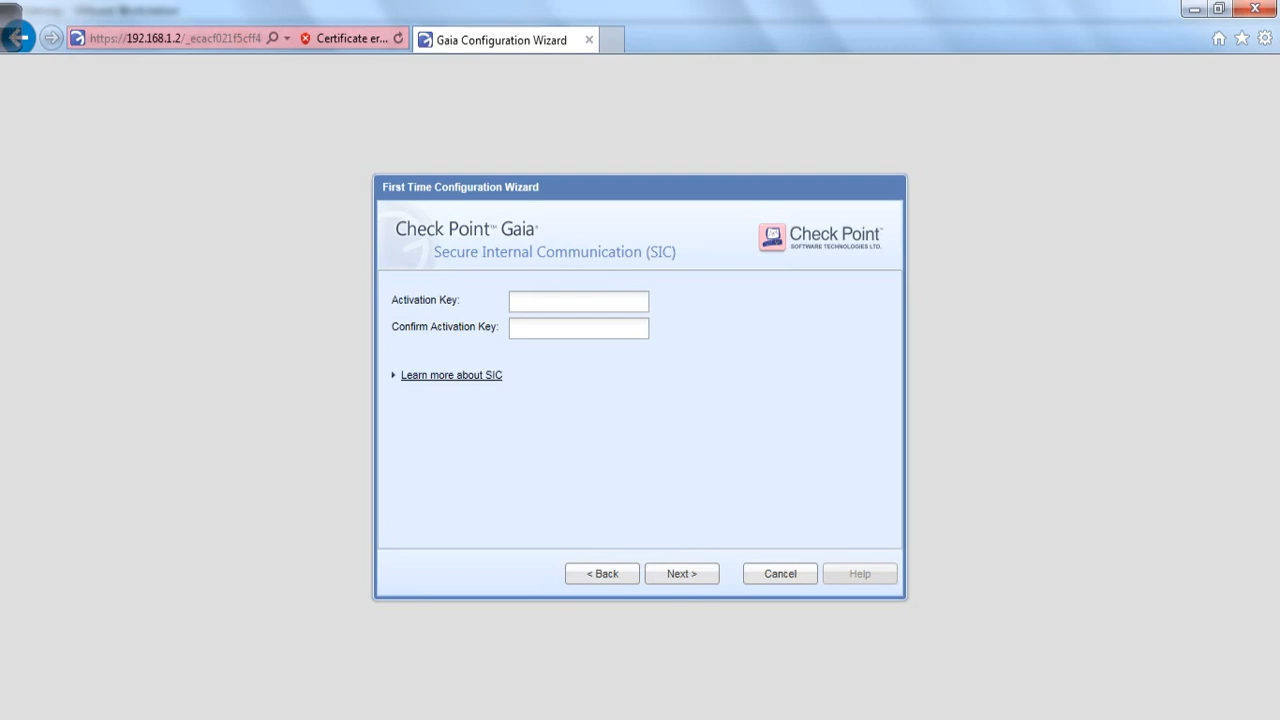 https://192.168.1.2/_ecacf021f5cff4
Certificate er...
Gaia Configuration Wizard
First Time Configuration Wizard
Check Point™ Gaia
Secure Internal Communication (SIC)
Check Point™
SOFTWARE TECHNOLOGIES LTD.
Activation Key:
Confirm Activation Key:
Learn more about SIC
< Back
Next >
Cancel
Help